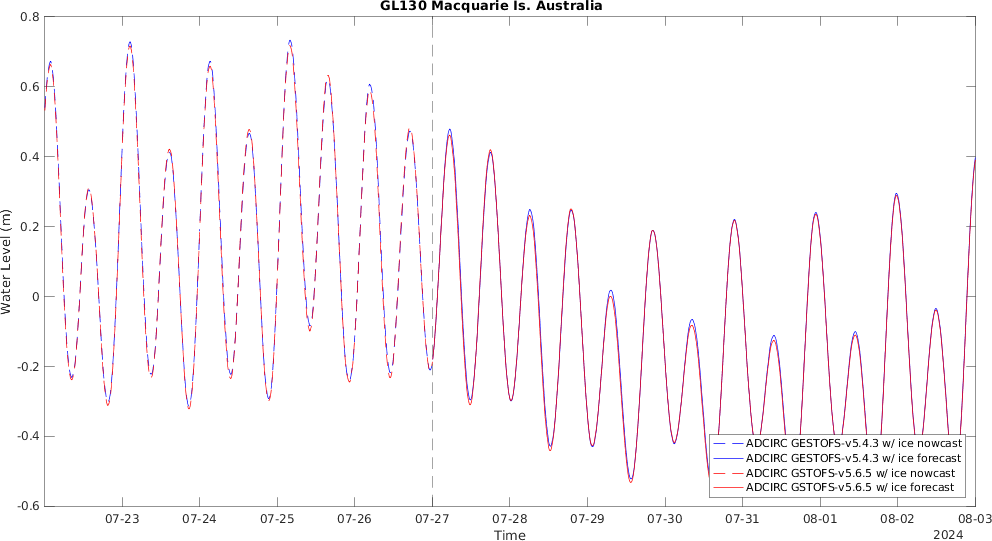 GL130 Macquarie Is. Australia
0.8
0.6
0.4
0.2
0
-0.2
-0.4
-0.6
Water Level (m)
07-23 07-24 07-25 07-26 07-27 07-28 07-29 07-30 07-31 08-01 08-02 08-03
Time
2024
ADCIRC GESTOFS-v5.4.3 w/ ice nowcast
ADCIRC GESTOFS-v5.4.3 w/ ice forecast
ADCIRC GSTOFS-v5.6.5 w/ ice nowcast
ADCIRC GSTOFS-v5.6.5 w/ ice forecast